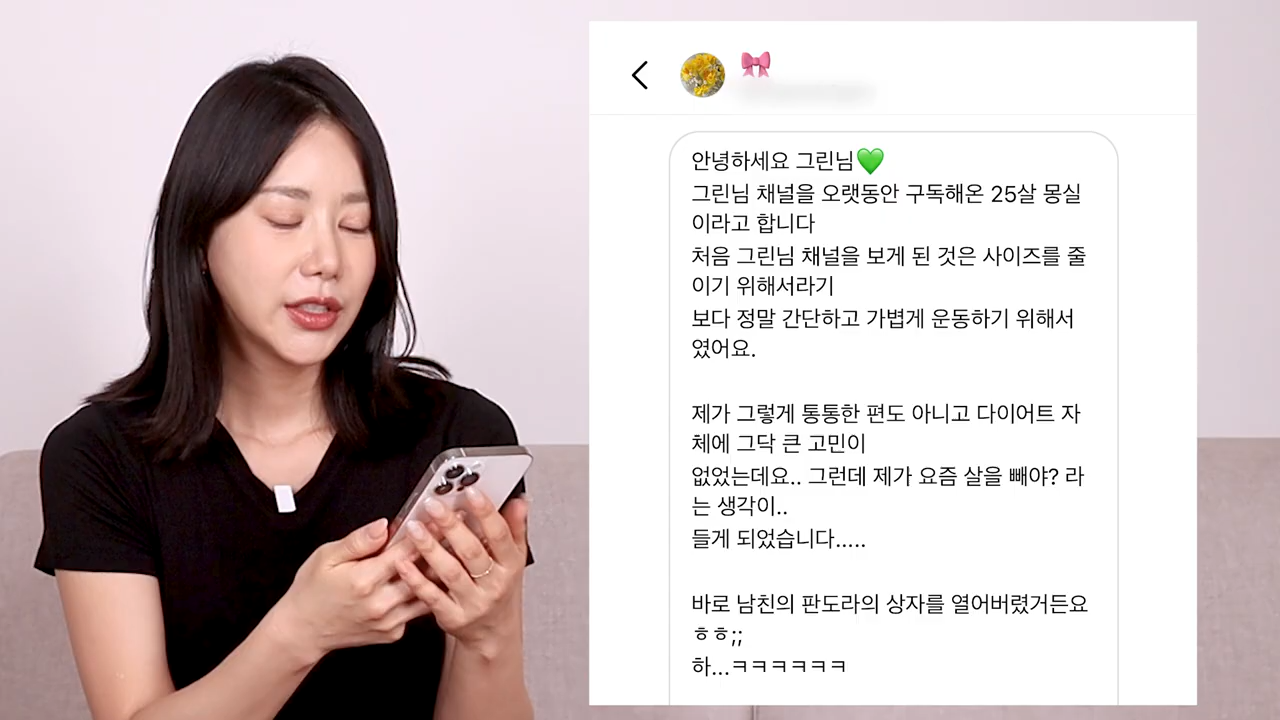 안녕하세요 그린님💚
그린님 채널을 오랫동안 구독해온 25살 몽실
이라고 합니다
처음 그린님 채널을 보게 된 것은 사이즈를 줄
이기 위해서라기
보다 정말 간단하고 가볍게 운동하기 위해서
였어요.
제가 그렇게 통통한 편도 아니고 다이어트 자
체에 그닥 큰 고민이
없었는데요.. 그런데 제가 요즘 살을 빼야? 라
는 생각이..
들게 되었습니다.....
바로 남친의 판도라의 상자를 열어버렸거든요
ㅎㅎ;;
하...ㅋㅋㅋㅋㅋㅋ